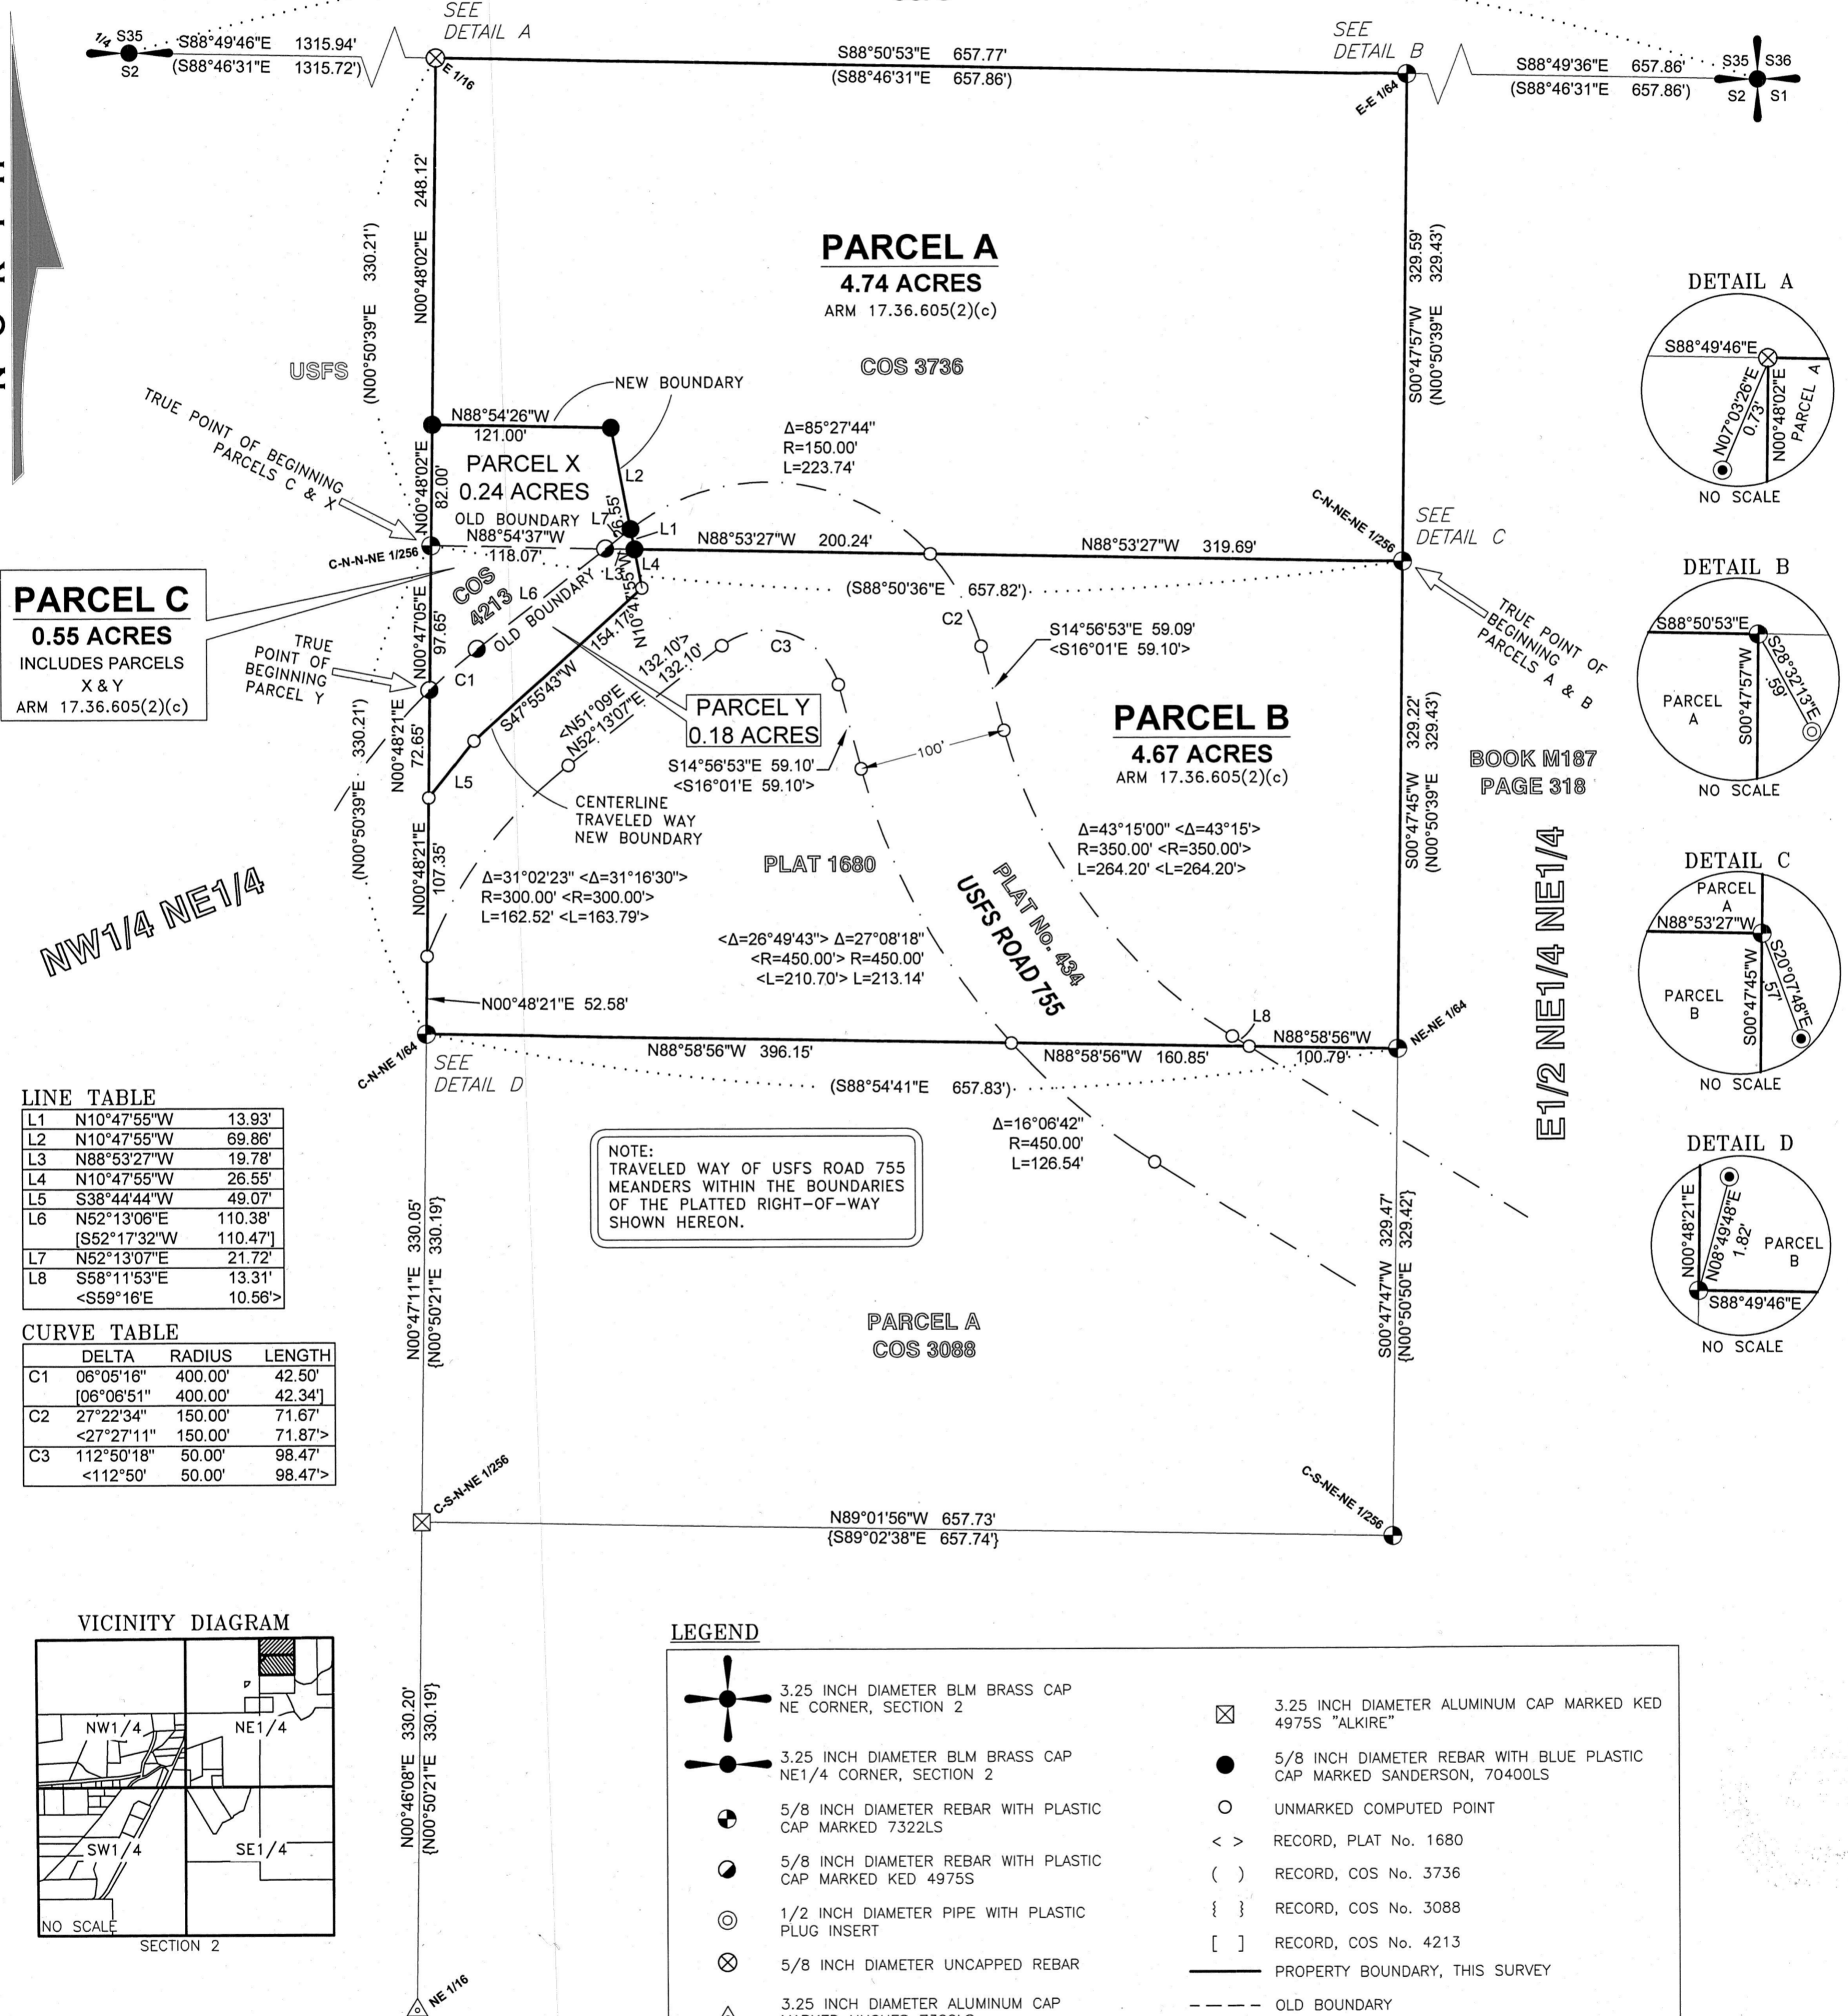 SEE
DETAIL A
SEE
DETAIL B
1/4 S35
S2
S88°49'46"E 1315.94'
(S88°46'31"E 1315.72')
E 1/16
S88°50'53"E 657.77'
(S88°46'31"E 657.86')
E-E 1/64
S88°49'36"E 657.86'
(S88°46'31"E 657.86')
S35 S36
S2 S1
N00°48'02"E 248.12'
(N00°50'39"E 330.21')
PARCEL A
4.74 ACRES
ARM 17.36.605(2)(c)
COS 3736
USFS
S00°47'57"W 329.59'
(N00°50'39"E 329.43')
DETAIL A
S88°49'46"E
N07°03'26"E
0.73'
N00°48'02"E
PARCEL A
NO SCALE
NEW BOUNDARY
N88°54'26"W
121.00'
TRUE POINT OF BEGINNING
PARCELS C & X
N00°48'02"E
82.00'
PARCEL X
0.24 ACRES
OLD BOUNDARY
N88°54'37"W
118.07'
L2
L7
L1
L3
L4
N10°47'55"W 26.55'
Δ=85°27'44"
R=150.00'
L=223.74'
N88°53'27"W 200.24'
N88°53'27"W 319.69'
(S88°50'36"E 657.82')
C-N-N-NE 1/256
C-N-NE-NE 1/256
SEE
DETAIL C
TRUE POINT OF
BEGINNING
PARCELS A & B
DETAIL B
S88°50'53"E
S00°47'57"W
S28°32'13"E
.59'
PARCEL
A
NO SCALE
PARCEL C
0.55 ACRES
INCLUDES PARCELS
X & Y
ARM 17.36.605(2)(c)
COS
4213
L6
OLD BOUNDARY
N00°47'05"E
97.65'
TRUE
POINT OF
BEGINNING
PARCEL Y
C1
S47°55'43"W 154.17'
<N51°09'E 132.10'>
N52°13'07"E 132.10'
C3
C2
S14°56'53"E 59.09'
<S16°01'E 59.10'>
PARCEL Y
0.18 ACRES
S14°56'53"E 59.10'
<S16°01'E 59.10'>
100'
PARCEL B
4.67 ACRES
ARM 17.36.605(2)(c)
S00°47'45"W 329.22'
(N00°50'39"E 329.43')
BOOK M187
PAGE 318
N00°48'21"E
72.65'
(N00°50'39"E 330.21')
L5
CENTERLINE
TRAVELED WAY
NEW BOUNDARY
N00°48'21"E
107.35'
Δ=31°02'23" <Δ=31°16'30">
R=300.00' <R=300.00'>
L=162.52' <L=163.79'>
PLAT 1680
Δ=43°15'00" <Δ=43°15'>
R=350.00' <R=350.00'>
L=264.20' <L=264.20'>
PLAT No. 434
USFS ROAD 755
<Δ=26°49'43"> Δ=27°08'18"
<R=450.00'> R=450.00'
<L=210.70'> L=213.14'
NW1/4 NE1/4
E1/2 NE1/4 NE1/4
DETAIL C
PARCEL
A
N88°53'27"W
S00°47'45"W
S20°07'48"E
.57'
PARCEL
B
NO SCALE
N00°48'21"E 52.58'
C-N-NE 1/64
SEE
DETAIL D
N88°58'56"W 396.15'
N88°58'56"W 160.85'
L8
N88°58'56"W
100.79'
NE-NE 1/64
(S88°54'41"E 657.83')
Δ=16°06'42"
R=450.00'
L=126.54'
DETAIL D
N00°48'21"E
N08°49'48"E
1.82'
PARCEL
B
S88°49'46"E
NO SCALE
LINE TABLE
L1 N10°47'55"W 13.93'
L2 N10°47'55"W 69.86'
L3 N88°53'27"W 19.78'
L4 N10°47'55"W 26.55'
L5 S38°44'44"W 49.07'
L6 N52°13'06"E 110.38'
[S52°17'32"W 110.47]
L7 N52°13'07"E 21.72'
L8 S58°11'53"E 13.31'
<S59°16'E 10.56'>
CURVE TABLE
DELTA RADIUS LENGTH
C1 06°05'16" 400.00' 42.50'
[06°06'51" 400.00' 42.34']
C2 27°22'34" 150.00' 71.67'
<27°27'11" 150.00' 71.87'>
C3 112°50'18" 50.00' 98.47'
<112°50' 50.00' 98.47'>
NOTE:
TRAVELED WAY OF USFS ROAD 755
MEANDERS WITHIN THE BOUNDARIES
OF THE PLATTED RIGHT-OF-WAY
SHOWN HEREON.
N00°47'11"E 330.05'
{N00°50'21"E 330.19'}
PARCEL A
COS 3088
S00°47'47"W 329.47'
{N00°50'50"E 329.42'}
C-S-N-NE 1/256
C-S-NE-NE 1/256
N89°01'56"W 657.73'
{S89°02'38"E 657.74'}
N00°46'08"E 330.20'
{N00°50'21"E 330.19'}
NE 1/16
VICINITY DIAGRAM
NW1/4
NE1/4
SW1/4
SE1/4
NO SCALE
SECTION 2
LEGEND
3.25 INCH DIAMETER BLM BRASS CAP
NE CORNER, SECTION 2
3.25 INCH DIAMETER BLM BRASS CAP
NE1/4 CORNER, SECTION 2
5/8 INCH DIAMETER REBAR WITH PLASTIC
CAP MARKED 7322LS
5/8 INCH DIAMETER REBAR WITH PLASTIC
CAP MARKED KED 4975S
1/2 INCH DIAMETER PIPE WITH PLASTIC
PLUG INSERT
5/8 INCH DIAMETER UNCAPPED REBAR
3.25 INCH DIAMETER ALUMINUM CAP
3.25 INCH DIAMETER ALUMINUM CAP MARKED KED
4975S "ALKIRE"
5/8 INCH DIAMETER REBAR WITH BLUE PLASTIC
CAP MARKED SANDERSON, 70400LS
UNMARKED COMPUTED POINT
< > RECORD, PLAT No. 1680
( ) RECORD, COS No. 3736
{ } RECORD, COS No. 3088
[ ] RECORD, COS No. 4213
PROPERTY BOUNDARY, THIS SURVEY
OLD BOUNDARY